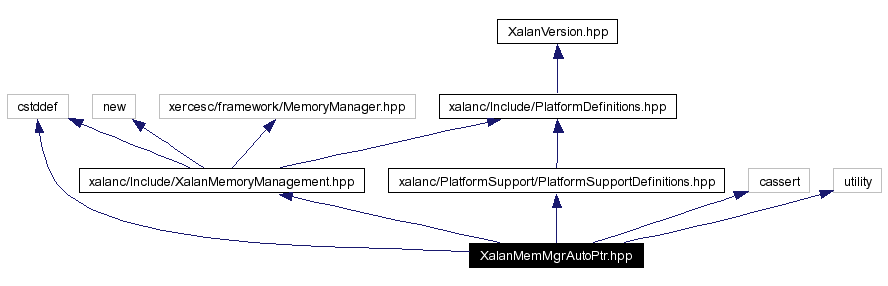 XalanVersion.hpp
cstddef
new
xercesc/framework/MemoryManager.hpp
xalanc/Include/PlatformDefinitions.hpp
xalanc/Include/XalanMemoryManagement.hpp
xalanc/PlatformSupport/PlatformSupportDefinitions.hpp
cassert
utility
XalanMemMgrAutoPtr.hpp